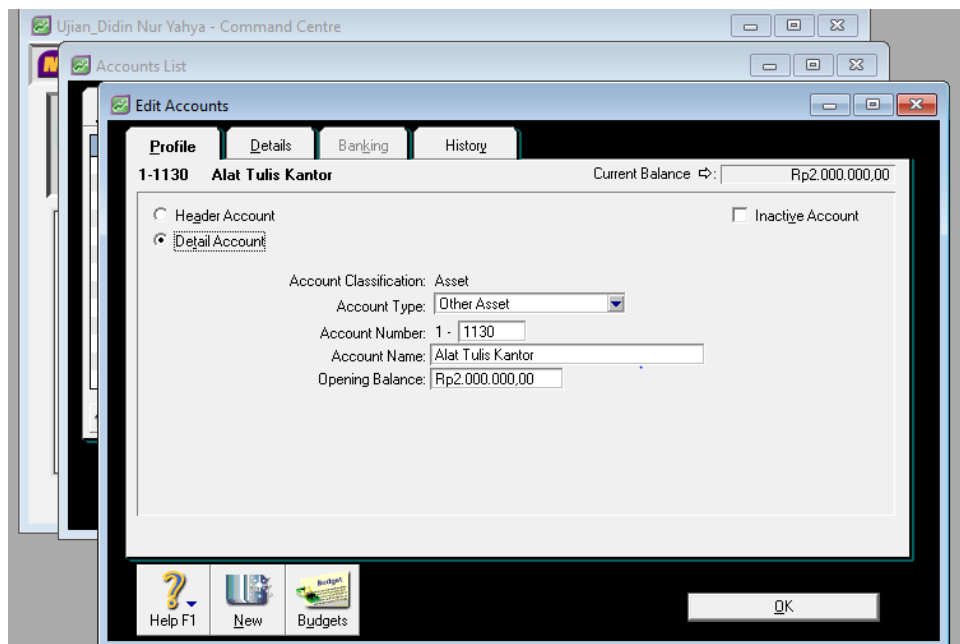 Ujian_Didin Nur Yahya - Command Centre
Accounts List
Edit Accounts
Profile Details Banking History
1-1130 Alat Tulis Kantor Current Balance ⇨: Rp2.000.000,00
Header Account Inactive Account
Detail Account
Account Classification: Asset
Account Type: Other Asset
Account Number: 1 - 1130
Account Name: Alat Tulis Kantor
Opening Balance: Rp2.000.000,00
Budget
Help F1 New Budgets OK